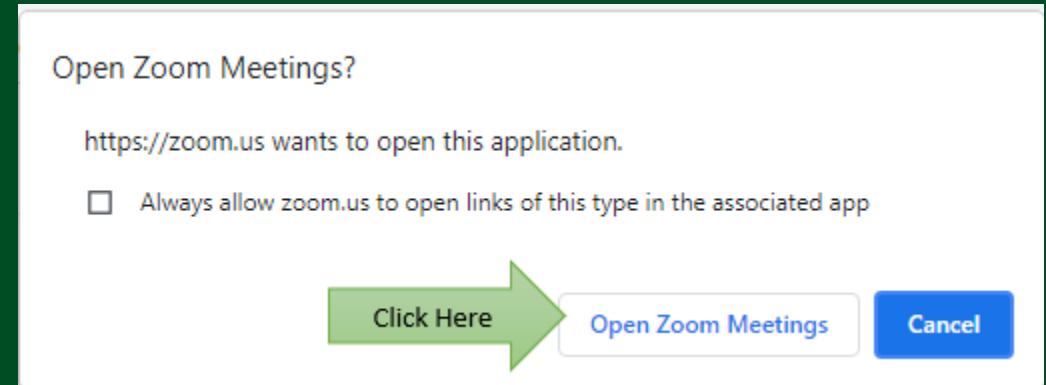 Open Zoom Meetings?
https://zoom.us wants to open this application.
Always allow zoom.us to open links of this type in the associated app
Click Here
Open Zoom Meetings
Cancel